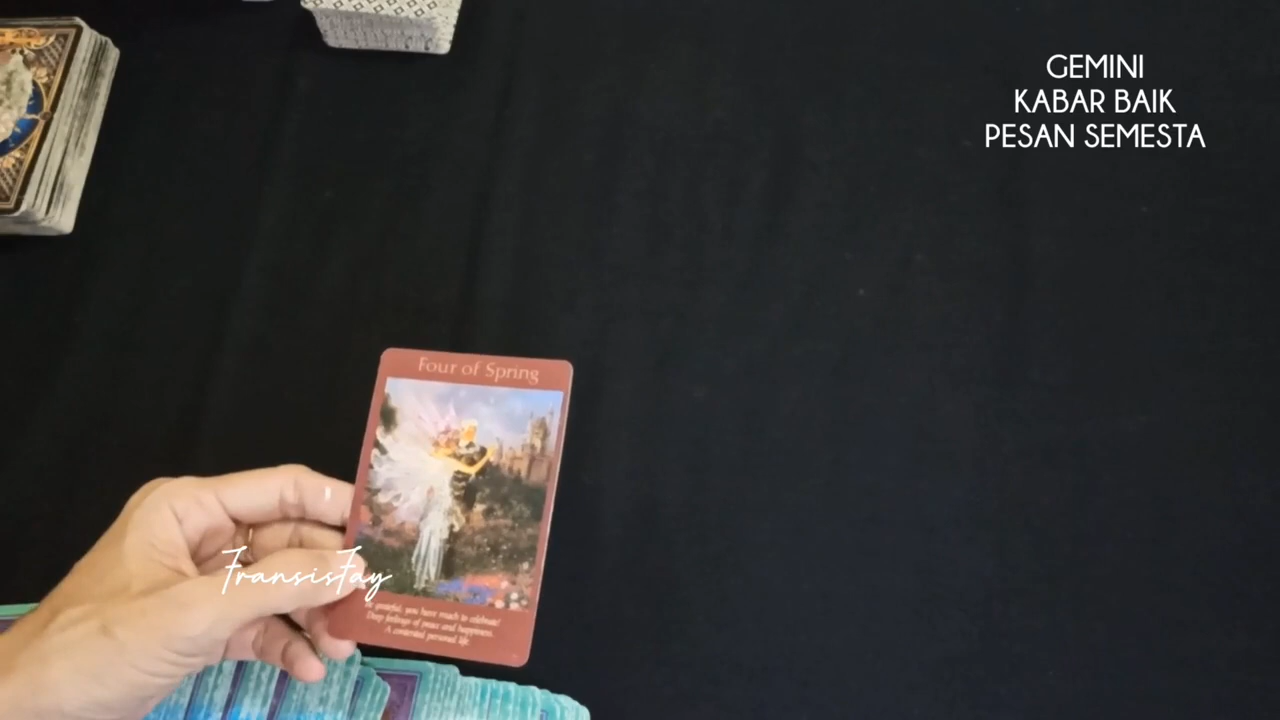 GEMINI
KABAR BAIK
PESAN SEMESTA
Four of Spring
TransisFay
Be grateful; you have much to celebrate!
Deep feelings of peace and happiness.
A contented personal life.